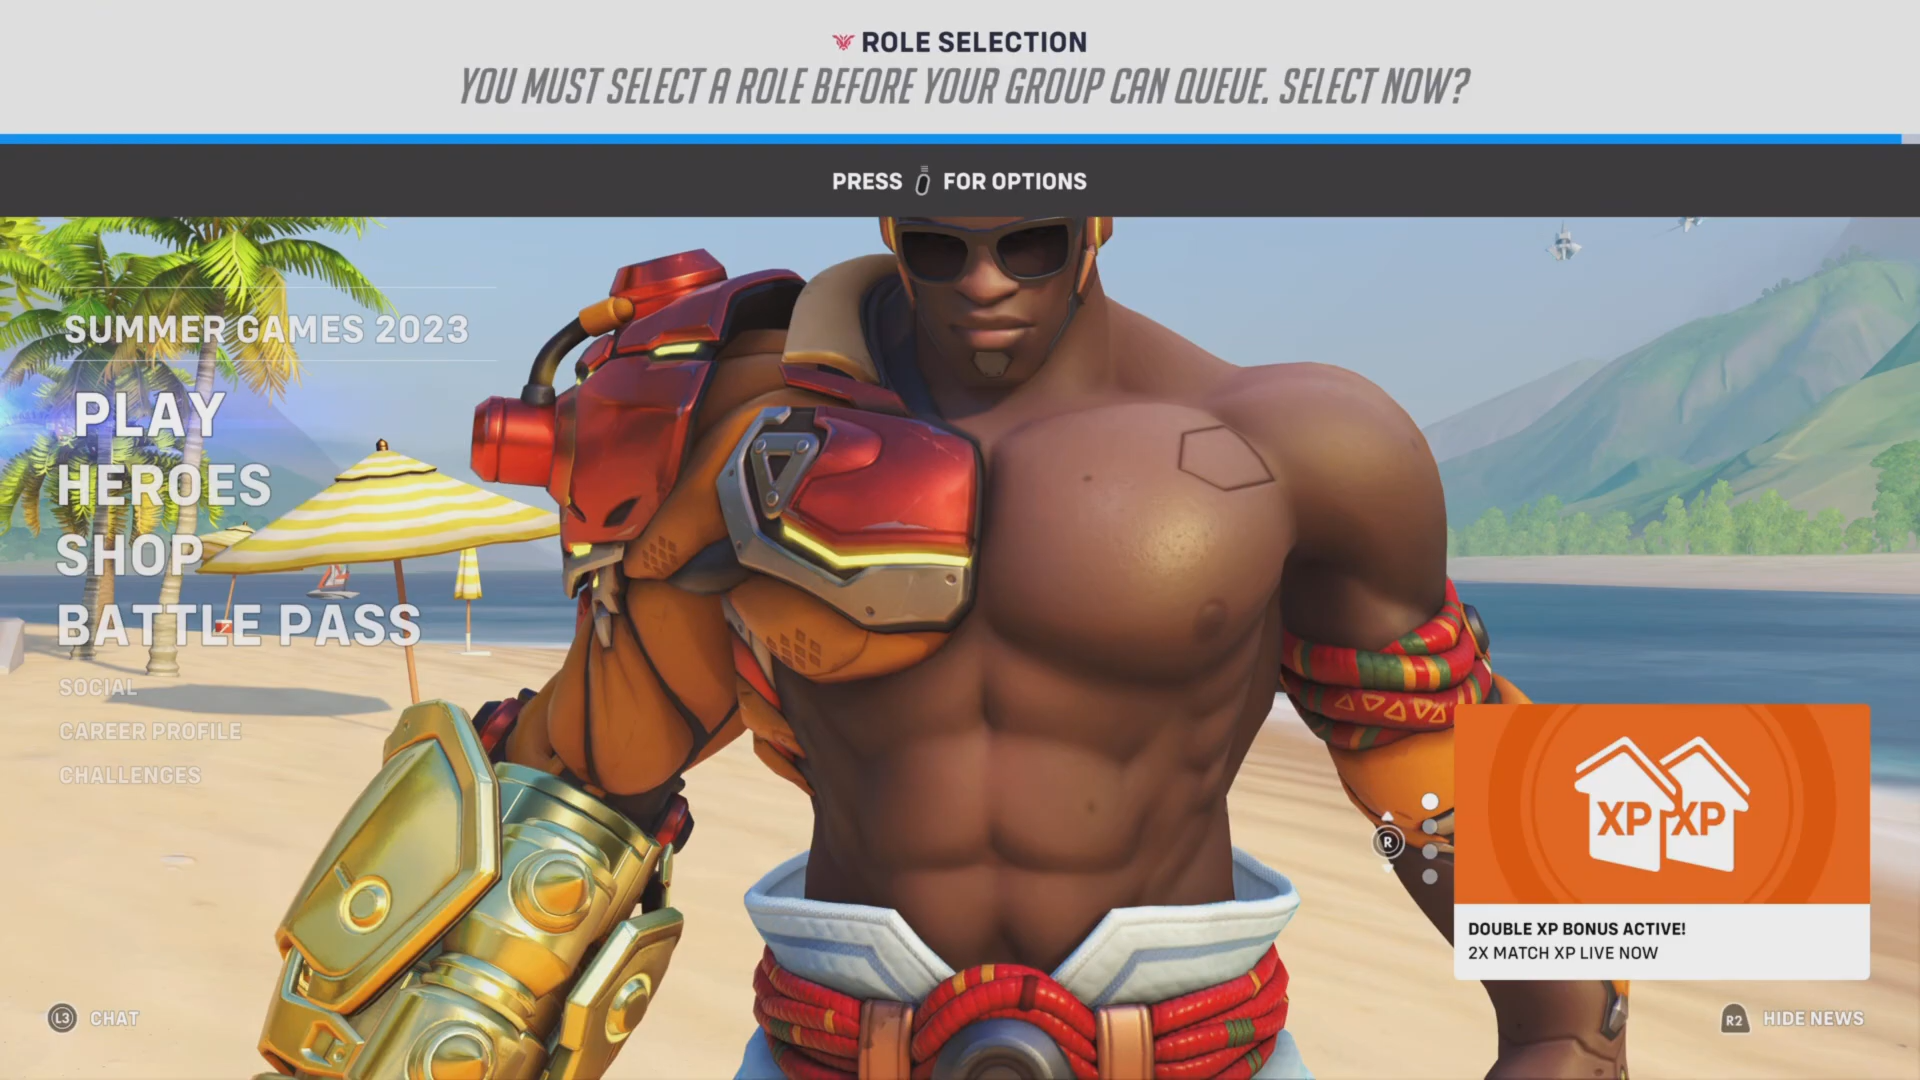 ROLE SELECTION
YOU MUST SELECT A ROLE BEFORE YOUR GROUP CAN QUEUE. SELECT NOW?
PRESS FOR OPTIONS
SUMMER GAMES 2023
PLAY
HEROES
SHOP
BATTLE PASS
SOCIAL
CAREER PROFILE
CHALLENGES
R
XP XP
DOUBLE XP BONUS ACTIVE!
2X MATCH XP LIVE NOW
L3 CHAT
R2 HIDE NEWS